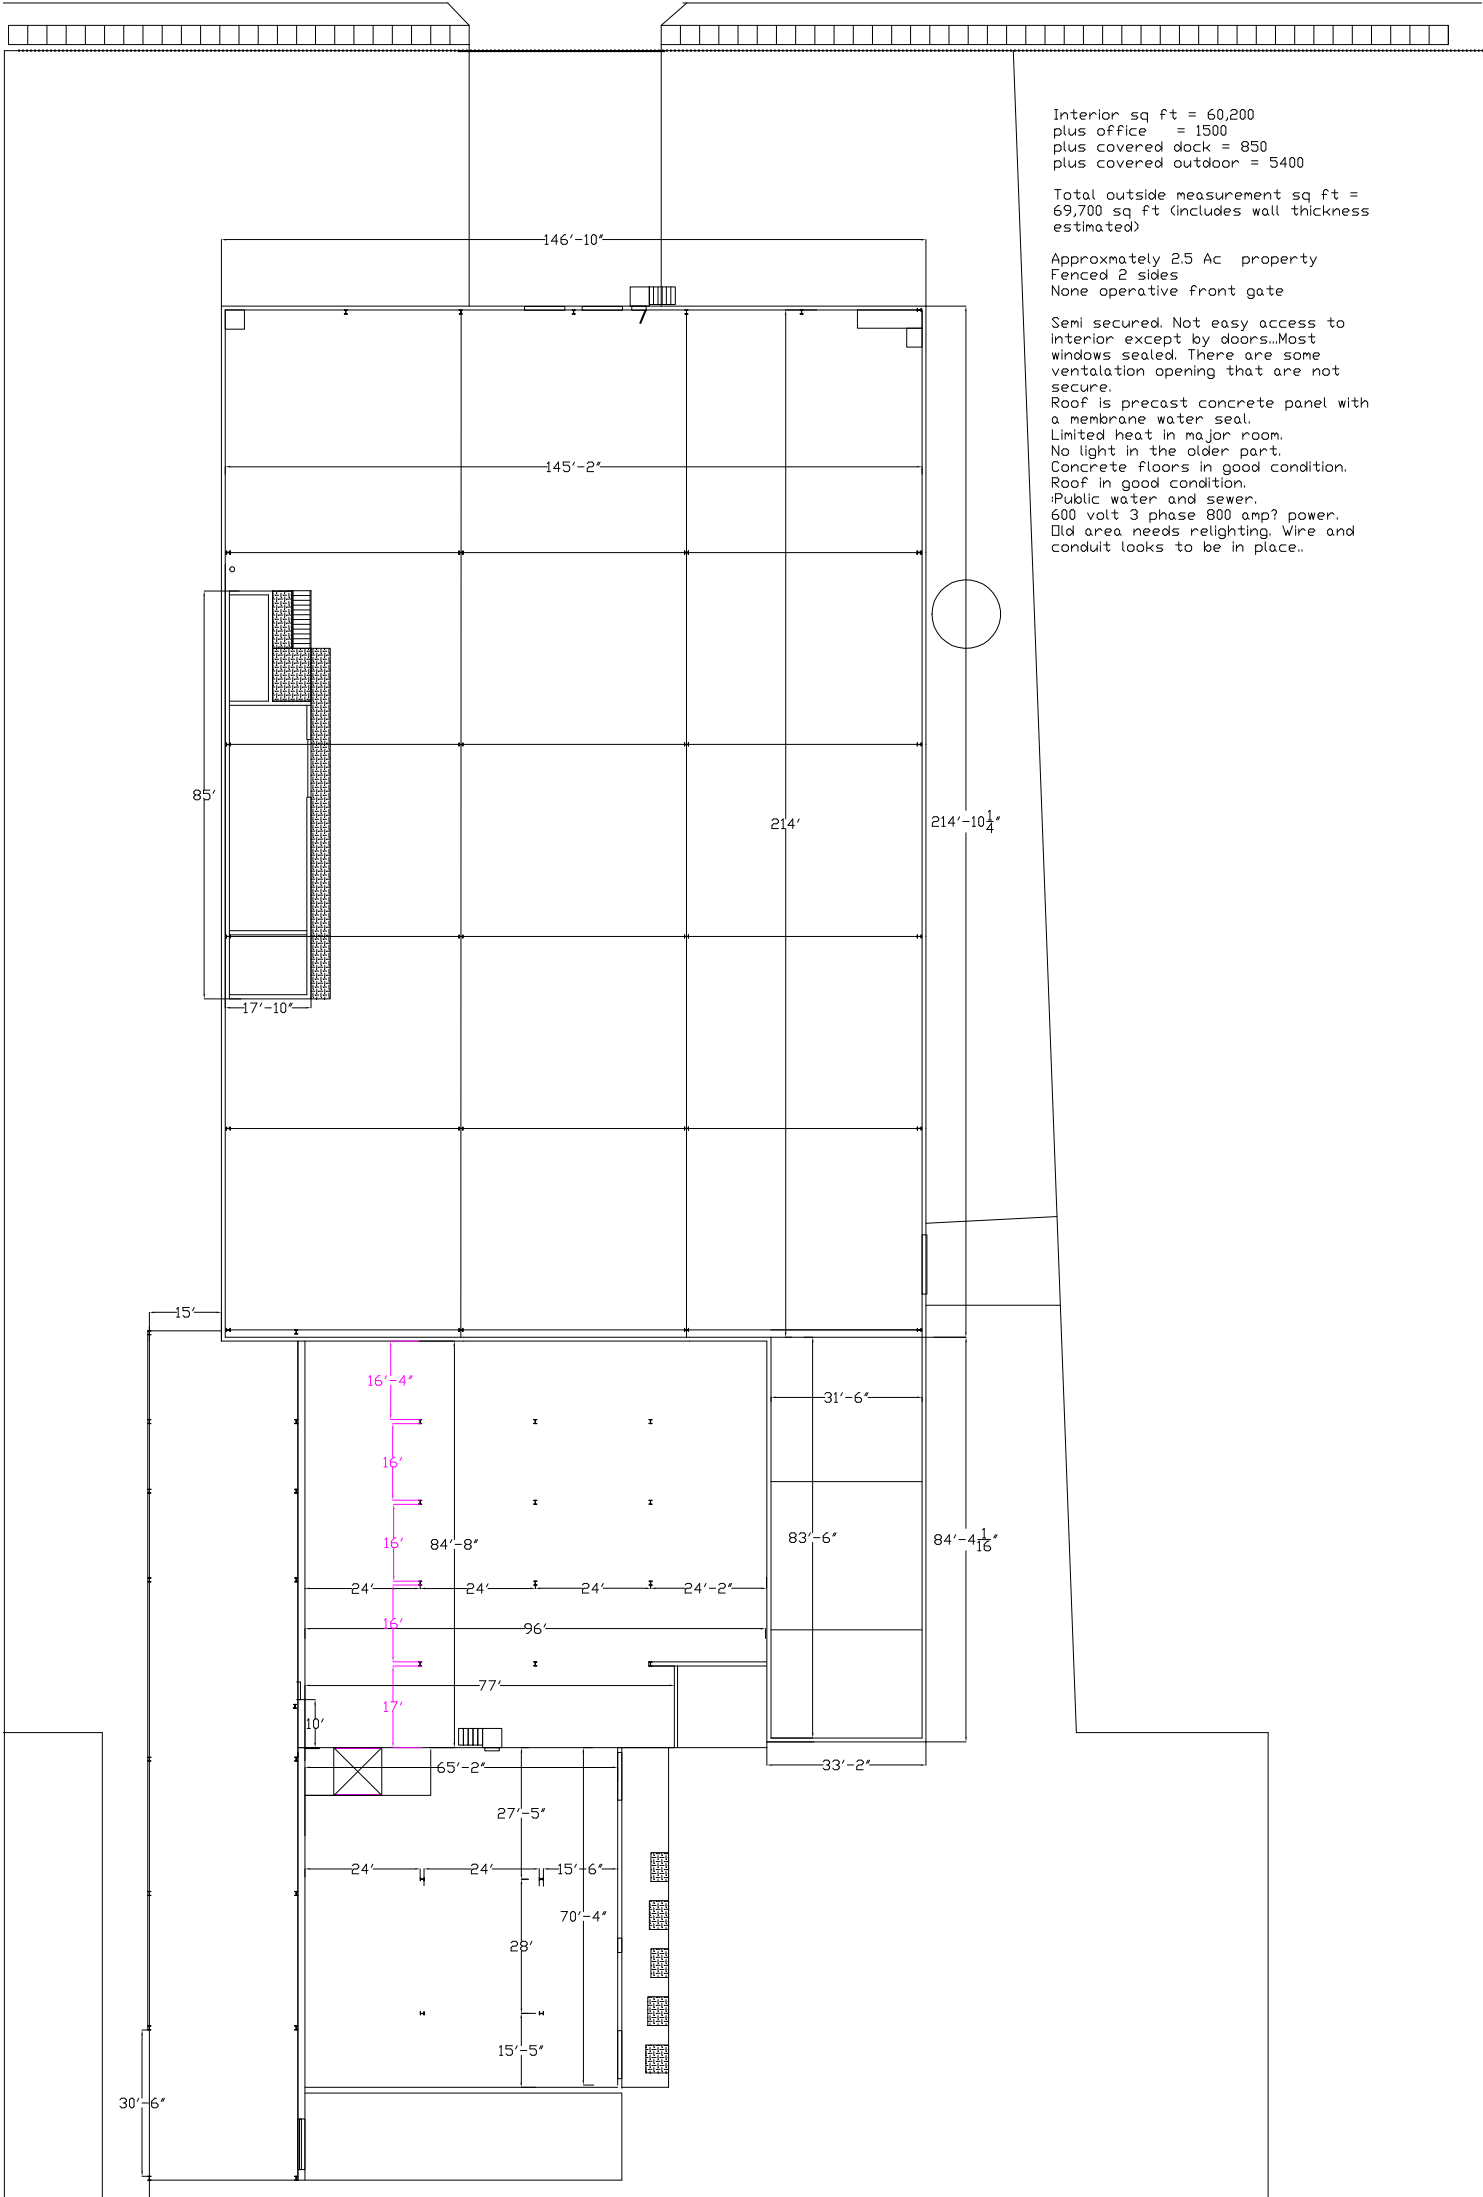 Interior sq ft = 60,200
plus office = 1500
plus covered dock = 850
plus covered outdoor = 5400
Total outside measurement sq ft =
69,700 sq ft (includes wall thickness
estimated)
Approxmately 2.5 Ac property
Fenced 2 sides
None operative front gate
Semi secured. Not easy access to
interior except by doors...Most
windows sealed. There are some
ventalation opening that are not
secure.
Roof is precast concrete panel with
a membrane water seal.
Limited heat in major room.
No light in the older part.
Concrete floors in good condition.
Roof in good condition.
:Public water and sewer.
600 volt 3 phase 800 amp? power.
Old area needs relighting. Wire and
conduit looks to be in place..
146'-10"
145'-2"
85'
214'
214'-10 1/4"
17'-10"
15'
16'-4"
31'-6"
16'
16'
84'-8"
83'-6"
84'-4 1/16"
24'
24'
24'
24'-2"
16'
96'
77'
17'
10'
65'-2"
33'-2"
27'-5"
24'
24'
15'-6"
70'-4"
28'
15'-5"
30'-6"